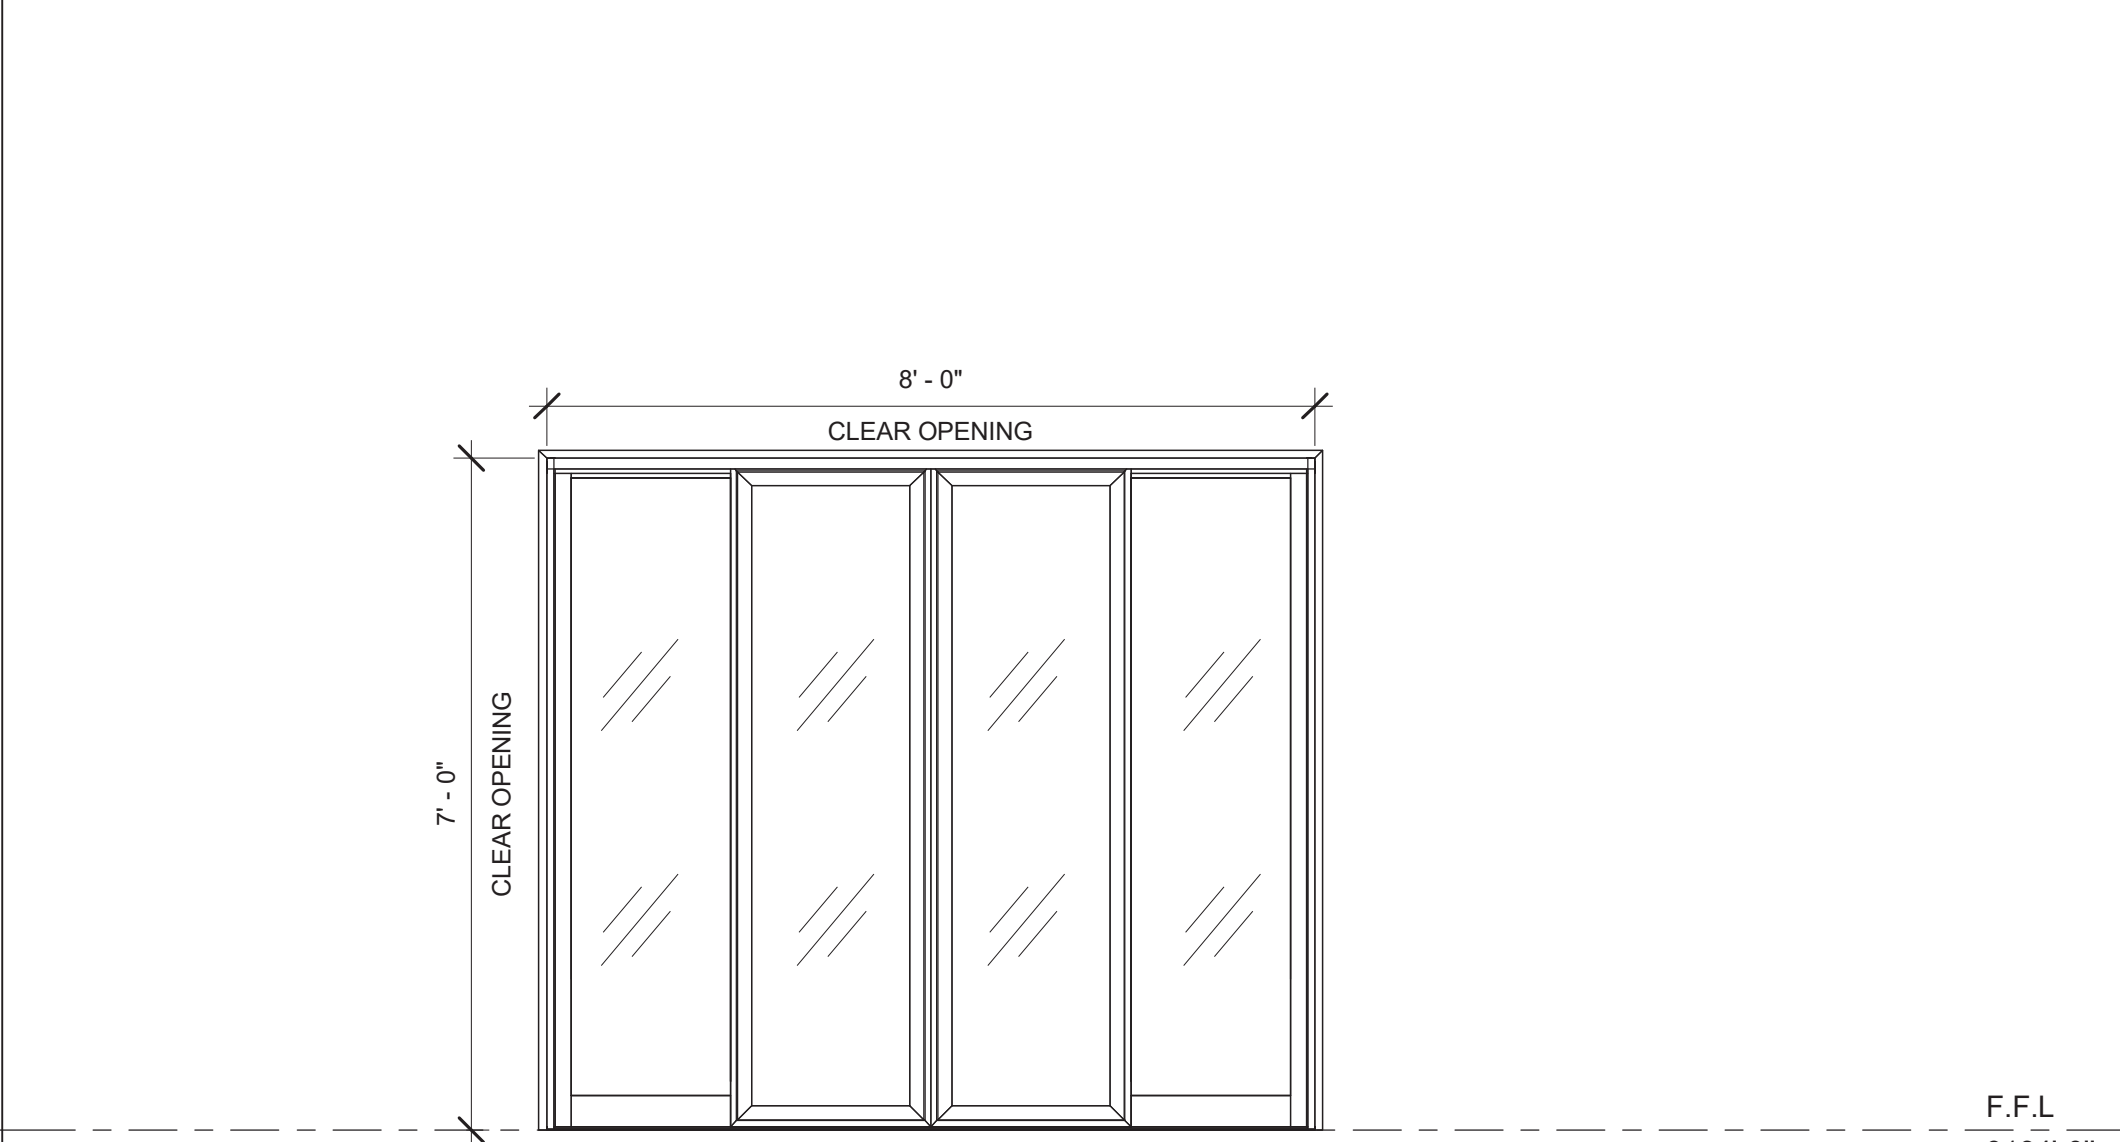 8' - 0"
CLEAR OPENING
7' - 0"
CLEAR OPENING
F.F.L